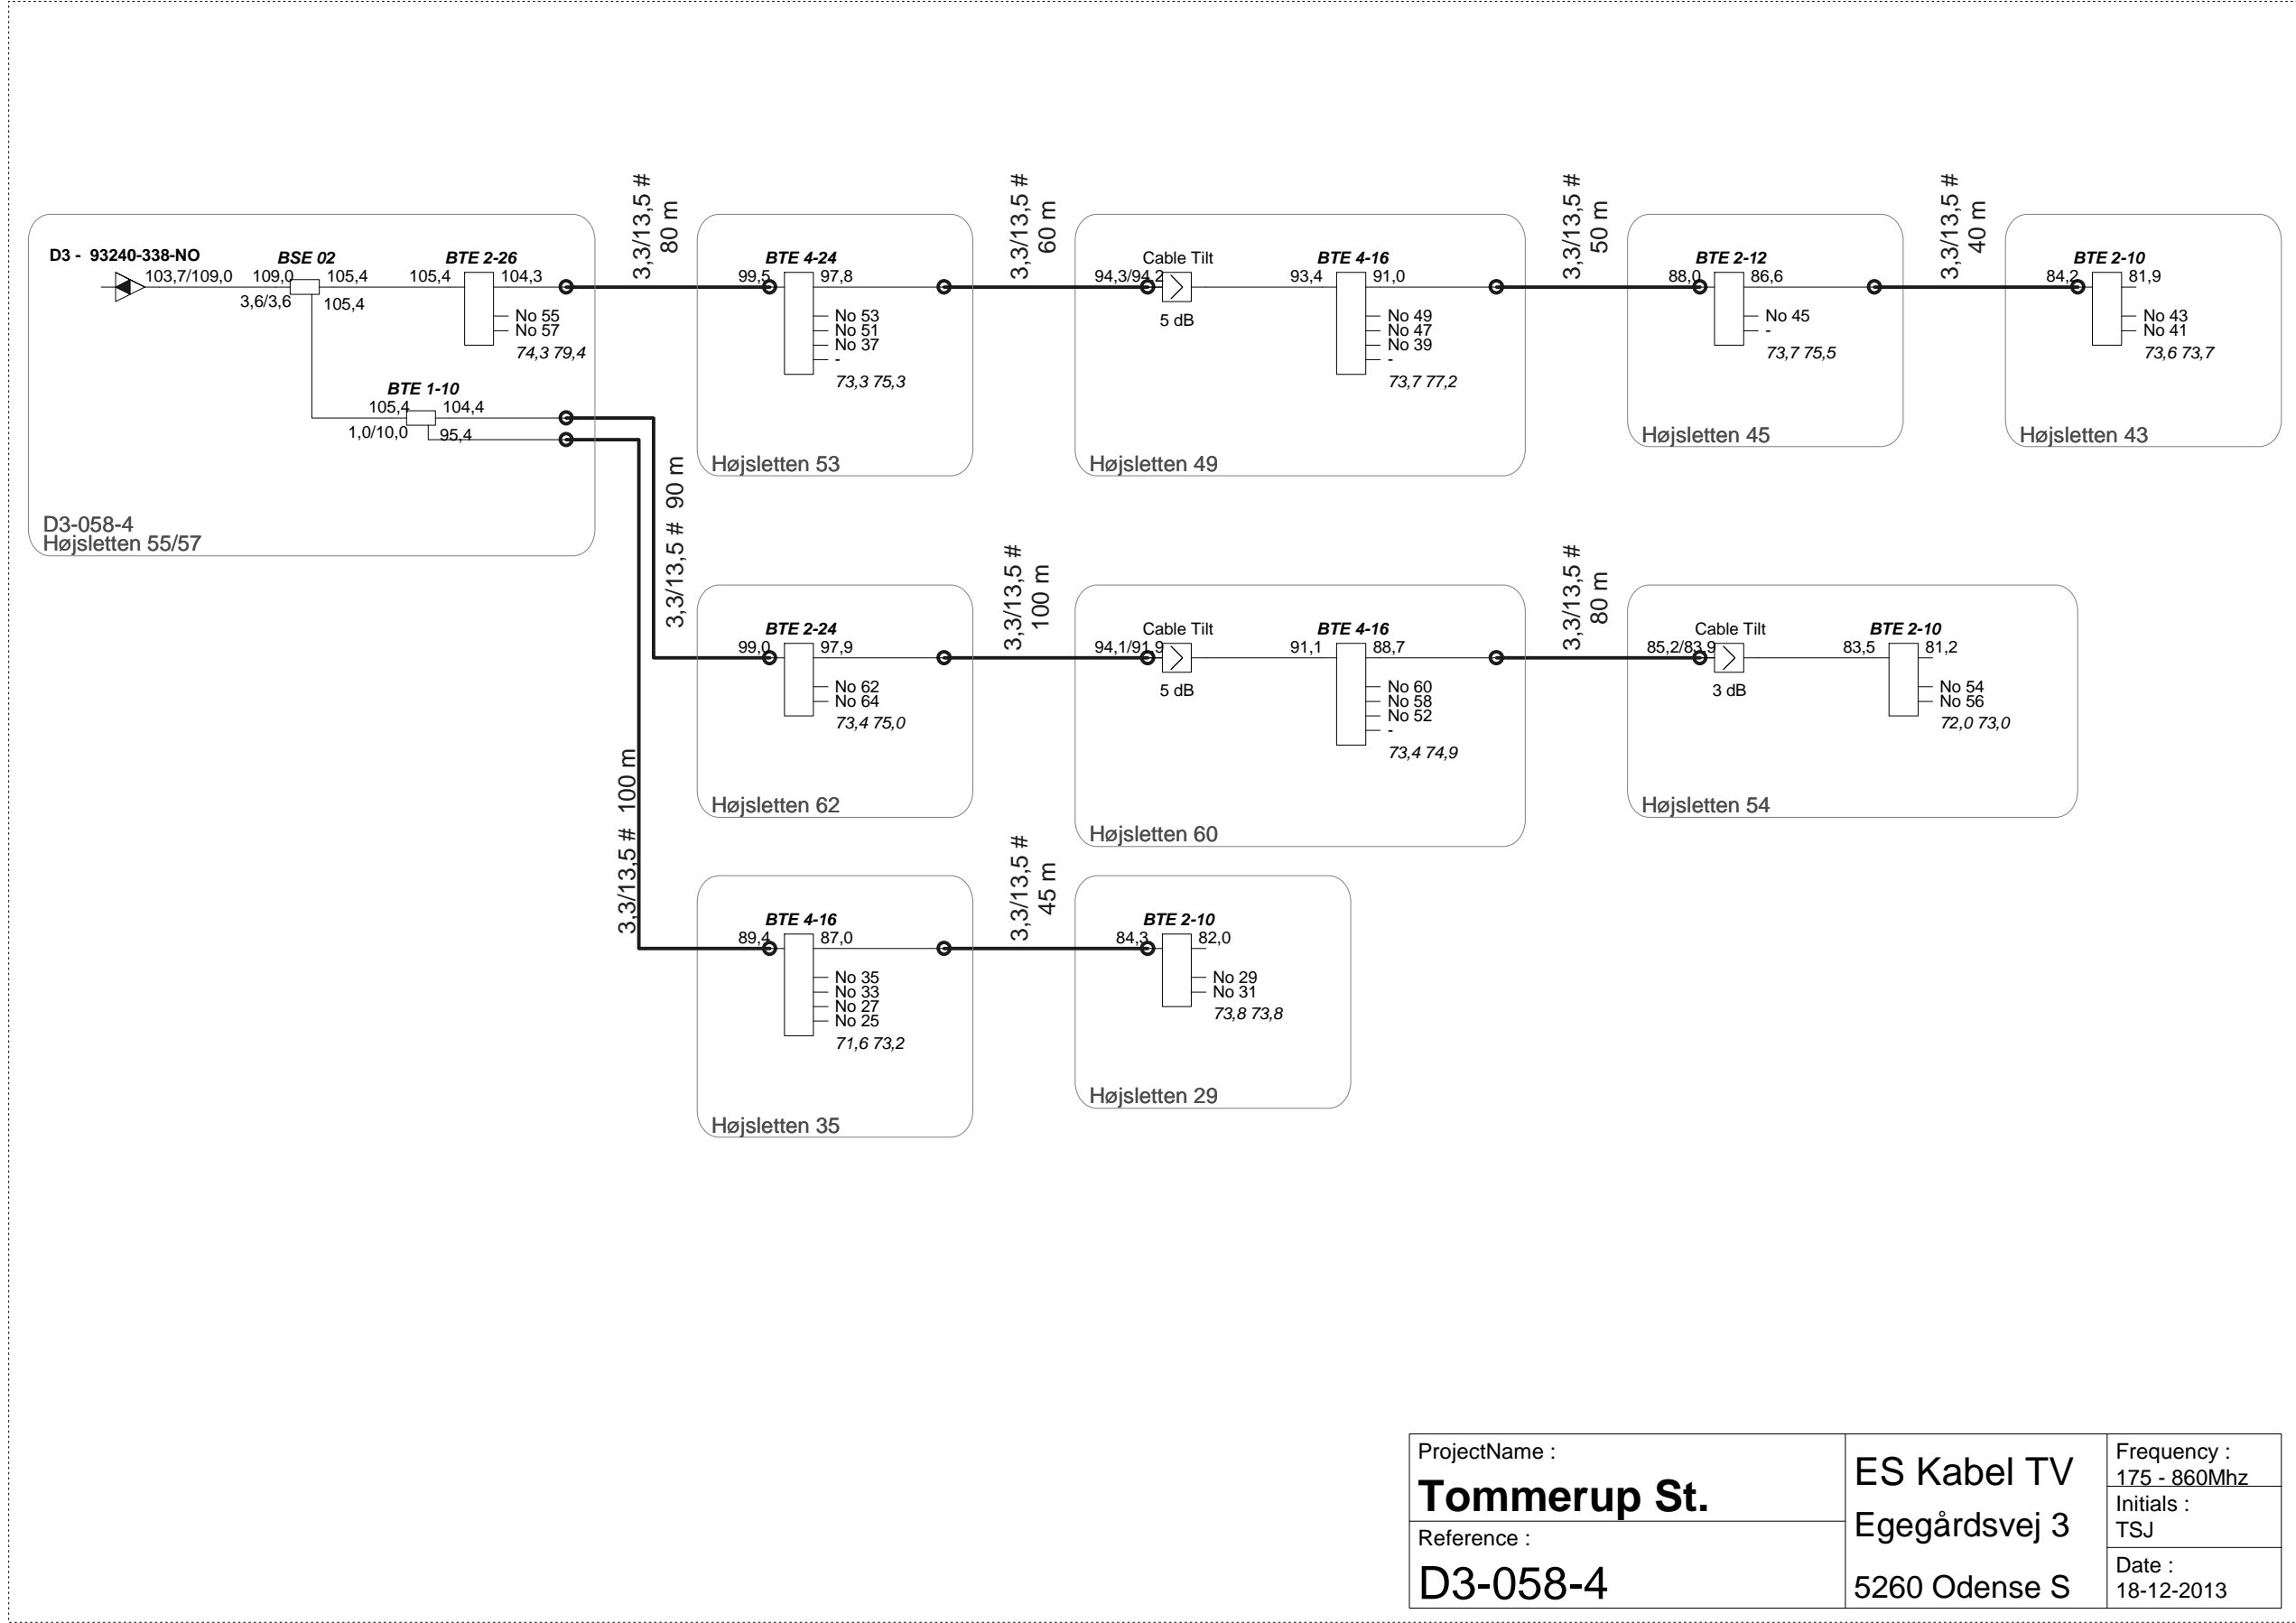 3,3/13,5 #
80 m
3,3/13,5 #
60 m
3,3/13,5 #
50 m
3,3/13,5 #
40 m
D3 - 93240-338-NO
103,7/109,0
BSE 02
109,0
105,4
3,6/3,6
105,4
BTE 2-26
105,4
104,3
No 55
No 57
74,3 79,4
BTE 1-10
105,4
104,4
1,0/10,0
95,4
D3-058-4
Højsletten 55/57
BTE 4-24
99,5
97,8
No 53
No 51
No 37
-
73,3 75,3
Højsletten 53
Cable Tilt
94,3/94,2
5 dB
BTE 4-16
93,4
91,0
No 49
No 47
No 39
-
73,7 77,2
Højsletten 49
BTE 2-12
88,0
86,6
No 45
-
73,7 75,5
Højsletten 45
BTE 2-10
84,2
81,9
No 43
No 41
73,6 73,7
Højsletten 43
3,3/13,5 # 90 m
3,3/13,5 #
100 m
3,3/13,5 #
80 m
BTE 2-24
99,0
97,9
No 62
No 64
73,4 75,0
Højsletten 62
Cable Tilt
94,1/91,9
5 dB
BTE 4-16
91,1
88,7
No 60
No 58
No 52
-
73,4 74,9
Højsletten 60
Cable Tilt
85,2/83,9
3 dB
BTE 2-10
83,5
81,2
No 54
No 56
72,0 73,0
Højsletten 54
3,3/13,5 # 100 m
3,3/13,5 #
45 m
BTE 4-16
89,4
87,0
No 35
No 33
No 27
No 25
71,6 73,2
Højsletten 35
BTE 2-10
84,3
82,0
No 29
No 31
73,8 73,8
Højsletten 29
ProjectName :
Tommerup St.
Reference :
D3-058-4
ES Kabel TV
Egegårdsvej 3
5260 Odense S
Frequency :
175 - 860Mhz
Initials :
TSJ
Date :
18-12-2013